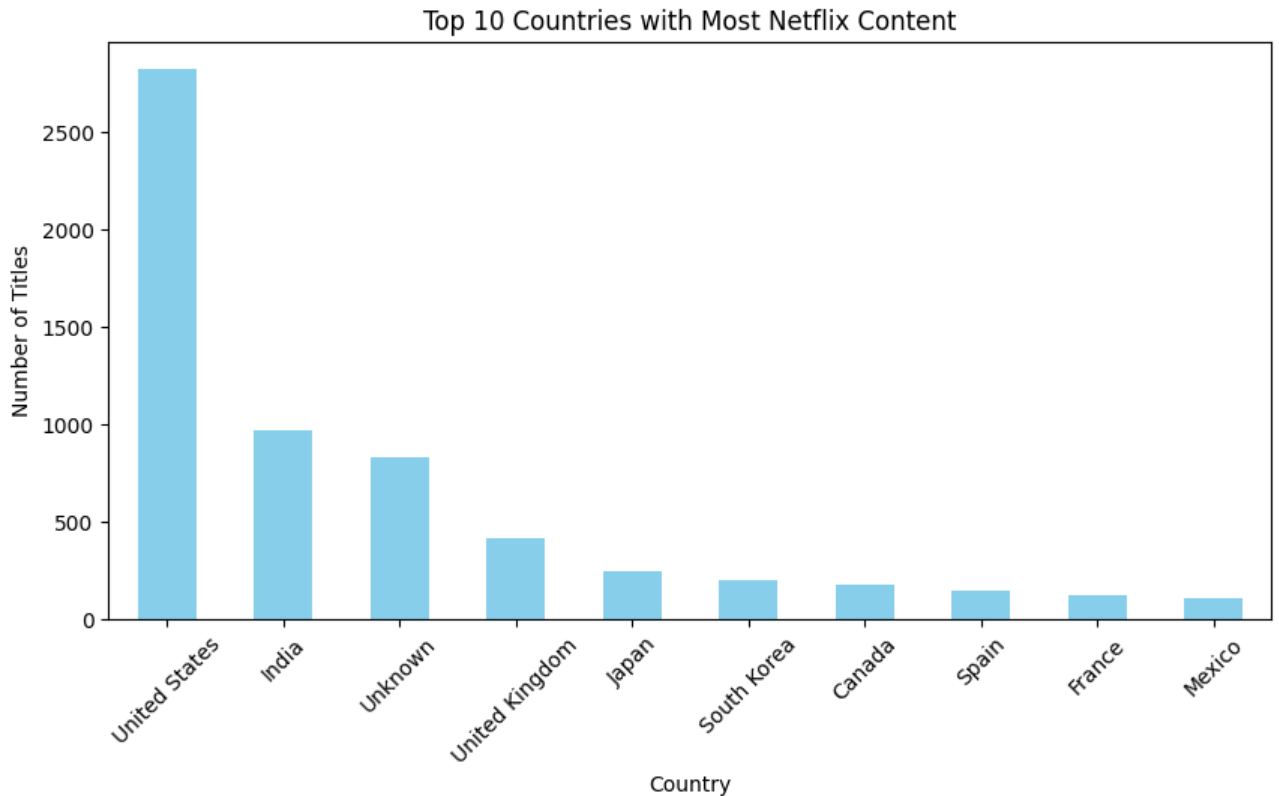 Top 10 Countries with Most Netflix Content
Number of Titles
2500
2000
1500
1000
500
0
United States
India
Unknown
United Kingdom
Japan
South Korea
Canada
Spain
France
Mexico
Country